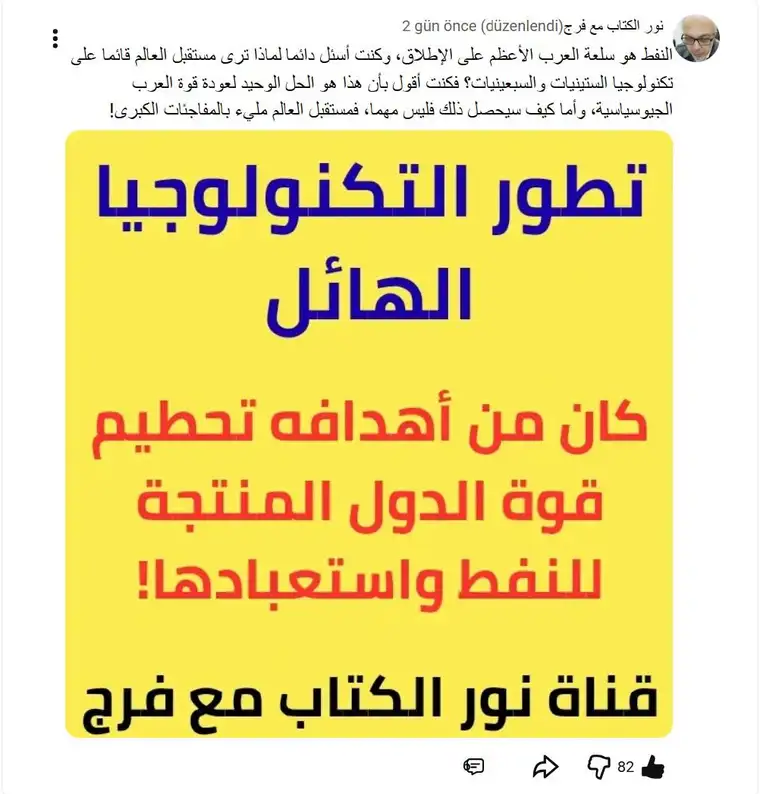 نور الكتاب مع فرج 2 gün önce (düzenlendi)
النفط هو سلعة العرب الأعظم على الإطلاق، وكنت أسئل دائما لماذا ترى مستقبل العالم قائما على
تكنولوجيا الستينيات والسبعينيات؟ فكنت أقول بأن هذا هو الحل الوحيد لعودة قوة العرب
الجيوسياسية، وأما كيف سيحصل ذلك فليس مهما، فمستقبل العالم مليء بالمفاجئات الكبرى!
تطور التكنولوجيا
الهائل
كان من أهدافه تحطيم
قوة الدول المنتجة
للنفط واستعبادها!
قناة نور الكتاب مع فرج
82